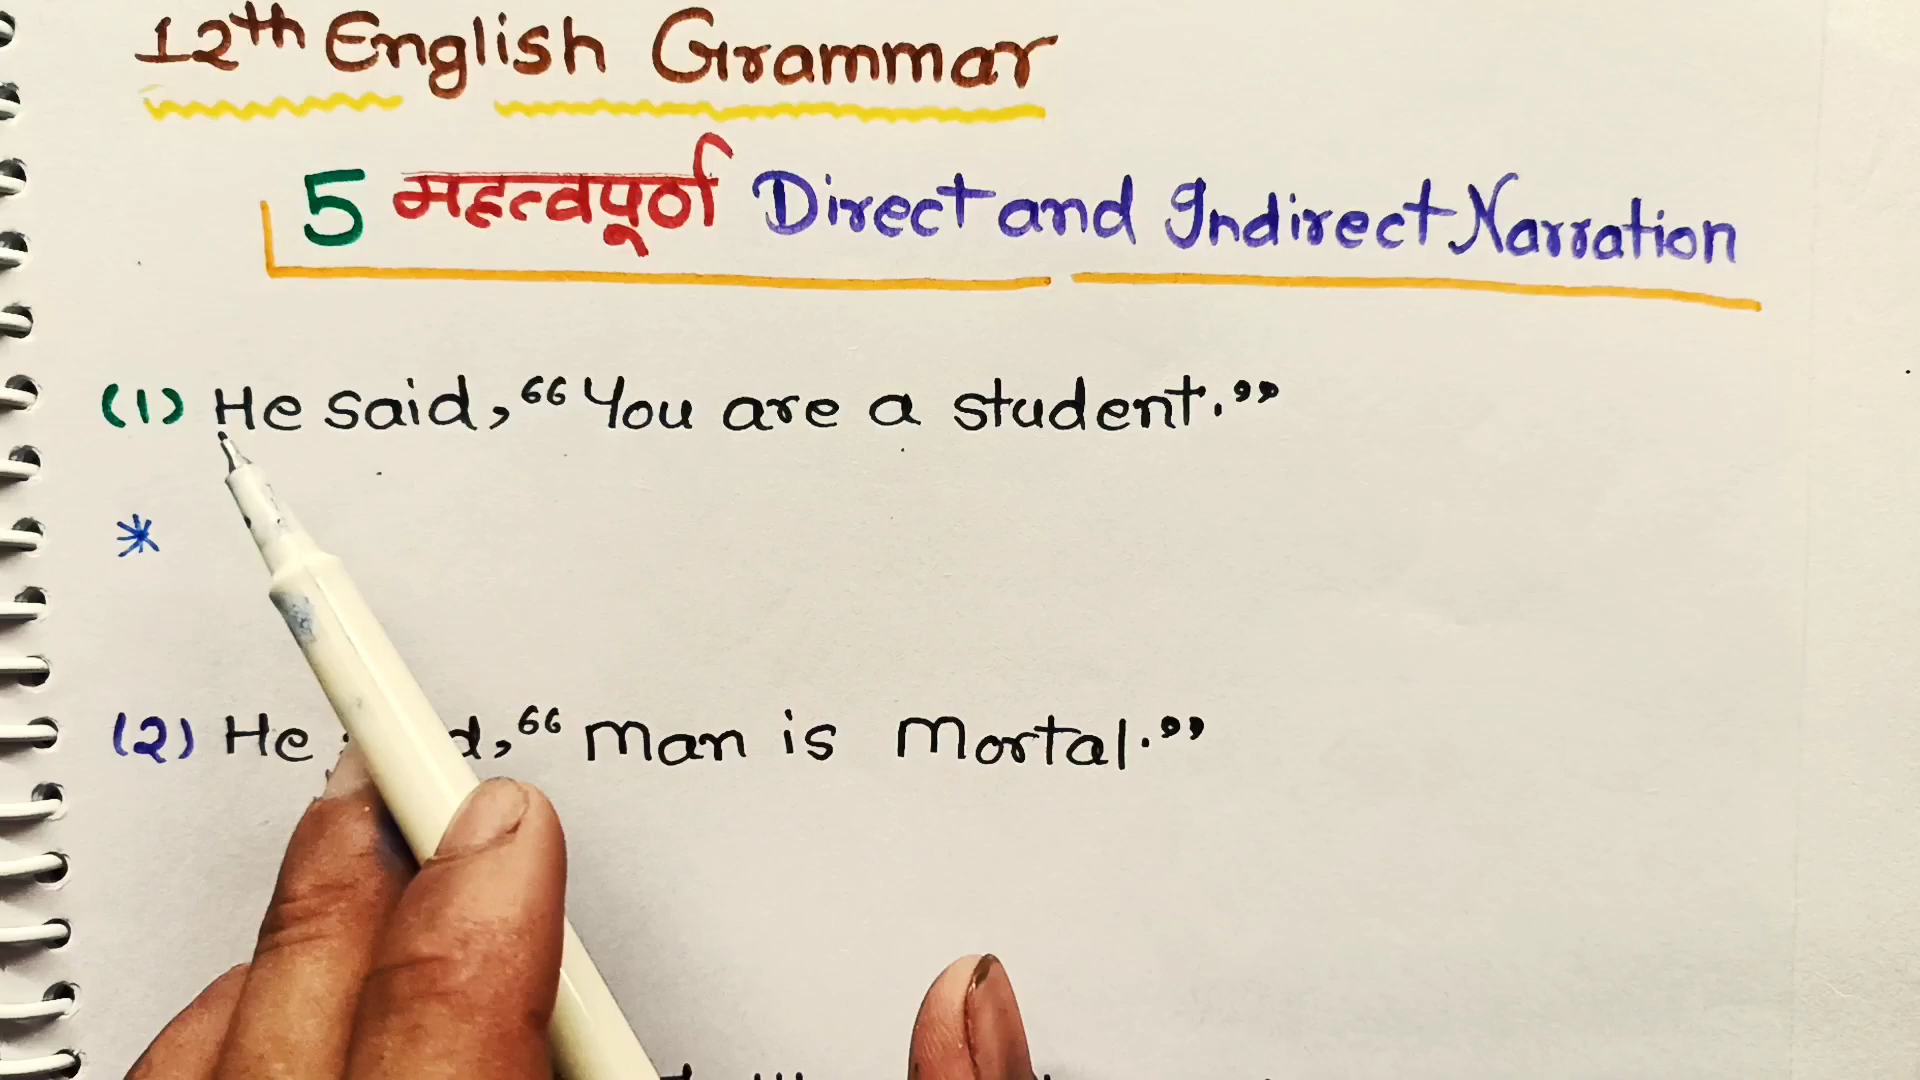 12th English Grammar
5 महत्वपूर्ण Direct and Indirect Narration
(1) He said, “You are a student.”
*
(2) He , “Man is Mortal.”